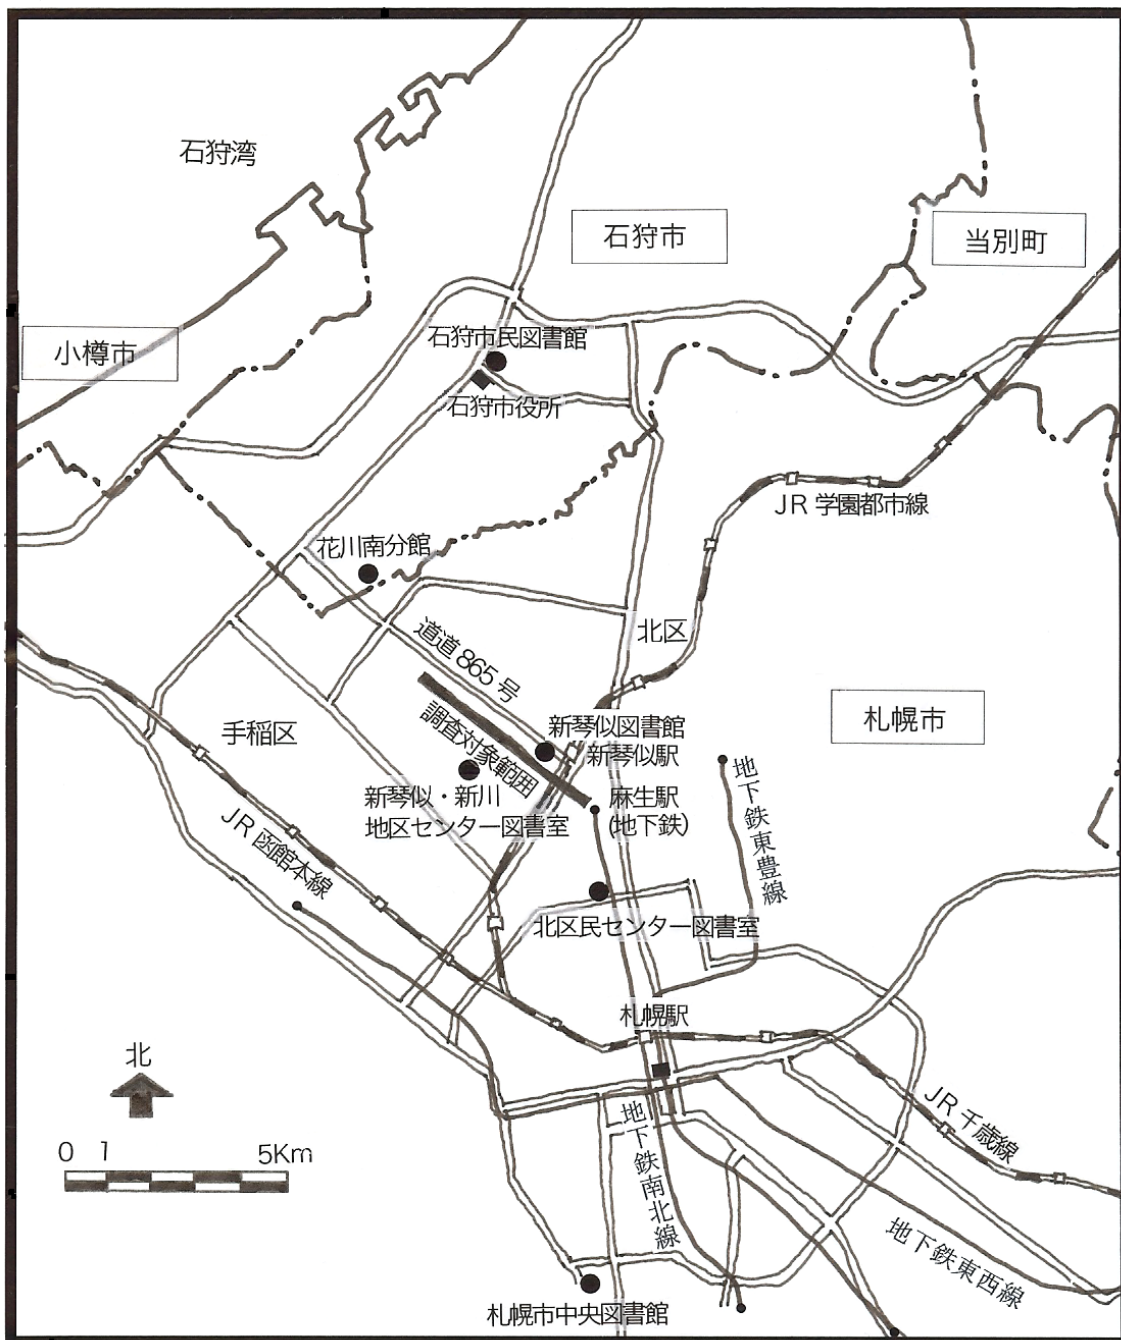 石狩湾
石狩市
当別町
小樽市
石狩市民図書館
石狩市役所
JR 学園都市線
花川南分館
北区
道道 865 号
札幌市
手稲区
調査対象範囲
新琴似図書館
新琴似駅
新琴似・新川
地区センター図書室
麻生駅
(地下鉄)
地下鉄東豊線
JR 函館本線
北区民センター図書室
札幌駅
北
0 1 5Km
地下鉄南北線
JR 千歳線
地下鉄東西線
札幌市中央図書館